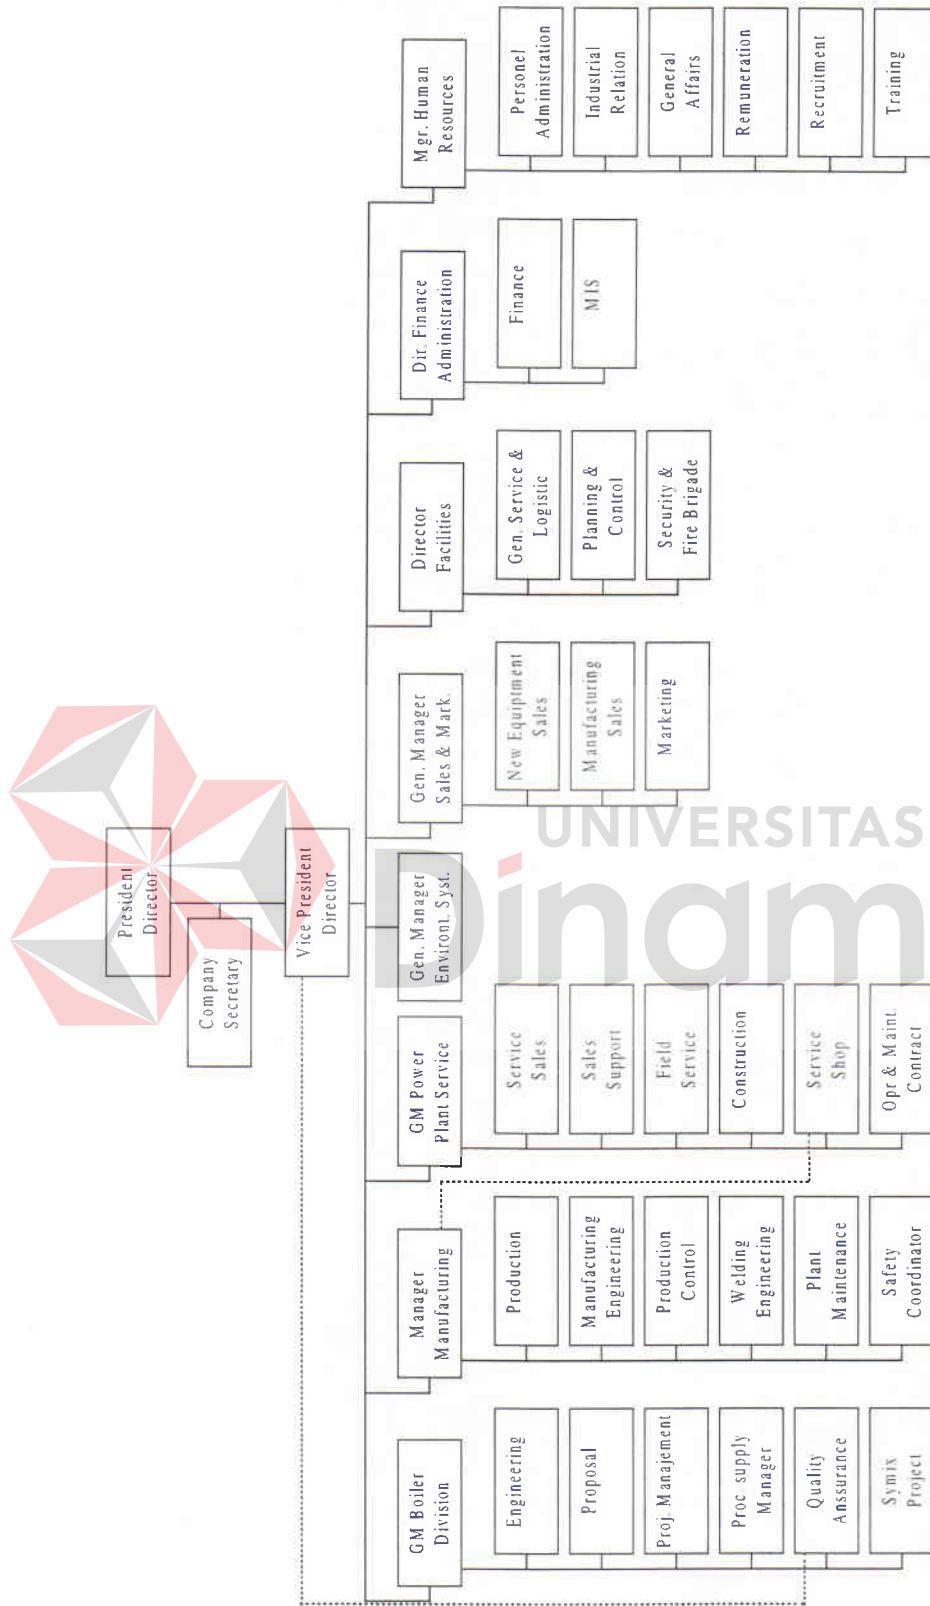 President
Director
Company
Secretary
Vice President
Director
GM Boiler
Division
Engineering
Proposal
Proj. Manajement
Proc. supply
Manager
Quality
Anssurance
Symix
Project
Manager
Manufacturing
Production
Manufacturing
Engineering
Production
Control
Welding
Engineering
Plant
Maintenance
Safety
Coordinator
GM Power
Plant Service
Service
Sales
Sales
Support
Field
Service
Construction
Service
Shop
Opr & Maint.
Contract
Gen. Manager
Environt. Syst.
Gen. Manager
Sales & Mark.
New Equiptment
Sales
Manufacturing
Sales
Marketing
Director
Facilities
Gen. Service &
Logistic
Planning &
Control
Security &
Fire Brigade
Dir. Finance
Administration
Finance
MIS
Mgr. Human
Resources
Personel
Administration
Industrial
Relation
General
Affairs
Remuneration
Recruitment
Training
UNIVERSITAS
Dinam